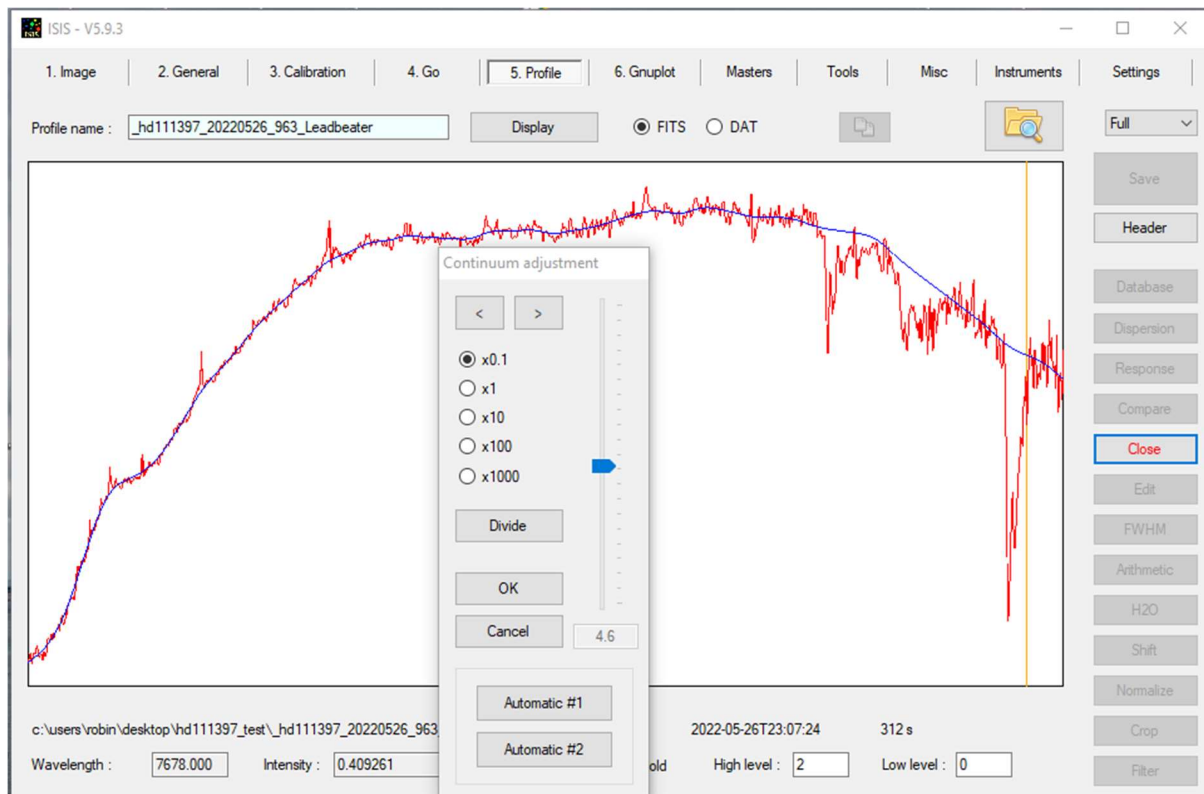 ISIS - V5.9.3
1. Image 2. General 3. Calibration 4. Go 5. Profile 6. Gnuplot Masters Tools Misc Instruments Settings
Profile name : _hd111397_20220526_963_Leadbeater Display FITS DAT Full
Save
Header
Continuum adjustment
< >
x0.1
x1
x10
x100
x1000
Divide
OK
Cancel 4.6
Automatic #1
Automatic #2
Database
Dispersion
Response
Compare
Close
Edit
FWHM
Arithmetic
H2O
Shift
Normalize
Crop
Filter
c:\users\robin\desktop\hd111397_test\_hd111397_20220526_963 2022-05-26T23:07:24 312 s
Wavelength : 7678.000 Intensity : 0.409261 High level : 2 Low level : 0